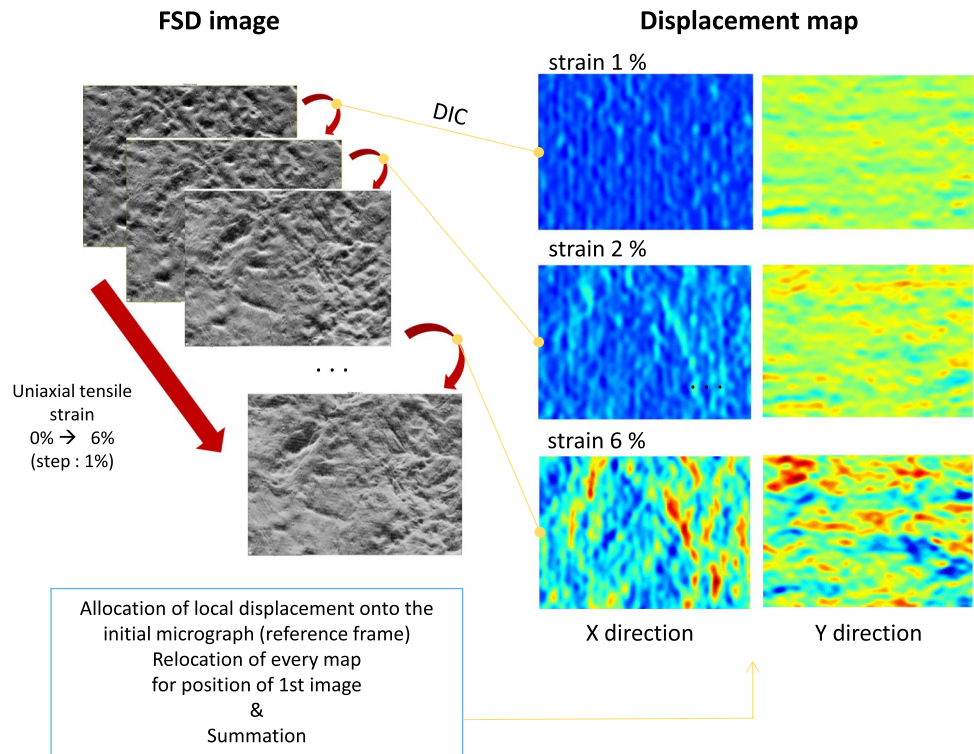 FSD image
Displacement map
strain 1 %
DIC
strain 2 %
. . .
. . .
Uniaxial tensile
strain
0% → 6%
(step : 1%)
strain 6 %
Allocation of local displacement onto the
initial micrograph (reference frame)
Relocation of every map
for position of 1st image
&
Summation
X direction
Y direction